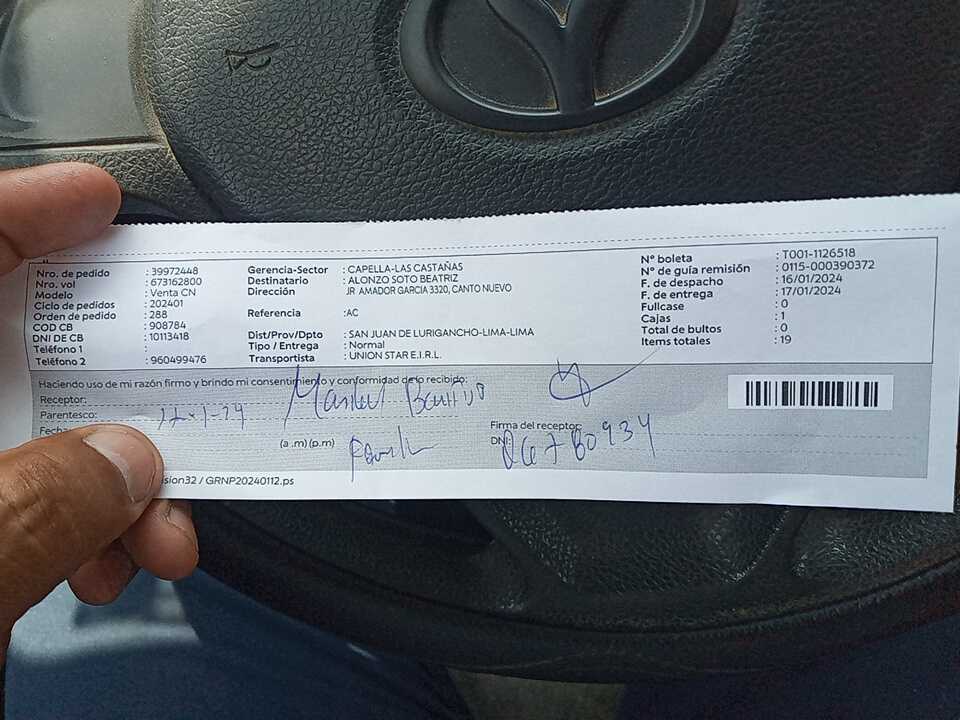 Nro. de pedido : 39972448
Nro. vol : 673162800
Modelo : Venta CN
Ciclo de pedidos : 202401
Orden de pedido : 288
COD CB : 908784
DNI DE CB : 10113418
Teléfono 1 :
Teléfono 2 : 960499476
Gerencia-Sector : CAPELLA-LAS CASTAÑAS
Destinatario : ALONZO SOTO BEATRIZ
Dirección JR AMADOR GARCIA 3320, CANTO NUEVO
Referencia :AC
Dist/Prov/Dpto : SAN JUAN DE LURIGANCHO-LIMA-LIMA
Tipo / Entrega : Normal
Transportista : UNION STAR E.I.R.L.
N° boleta : T001-1126518
N° de guía remisión : 0115-000390372
F. de despacho : 16/01/2024
F. de entrega : 17/01/2024
Fullcase : 0
Cajas : 1
Total de bultos : 0
Items totales : 19
Haciendo uso de mi razón firmo y brindo mi consentimiento y conformidad de lo recibido:
Receptor:
Parentesco:
Fecha
(a .m) (p.m)
Firma del receptor:
DNI: 06780934
sion32 / GRNP20240112.ps